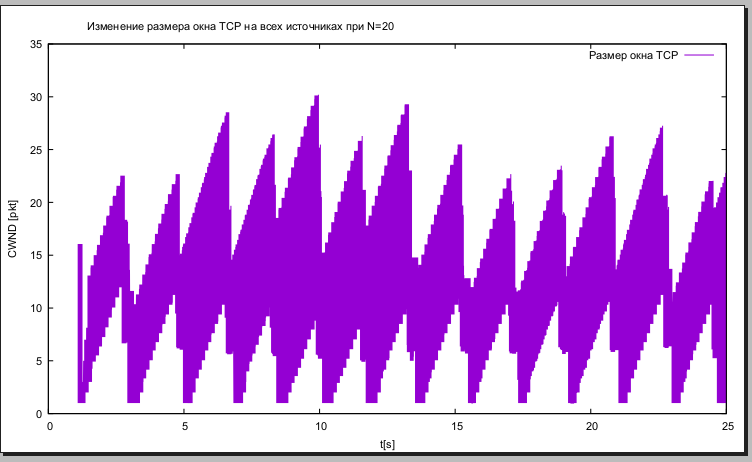 Изменение размера окна TCP на всех источниках при N=20
Размер окна TCP
CWND [pkt]
35
30
25
20
15
10
5
0
0 5 10 15 20 25
t[s]